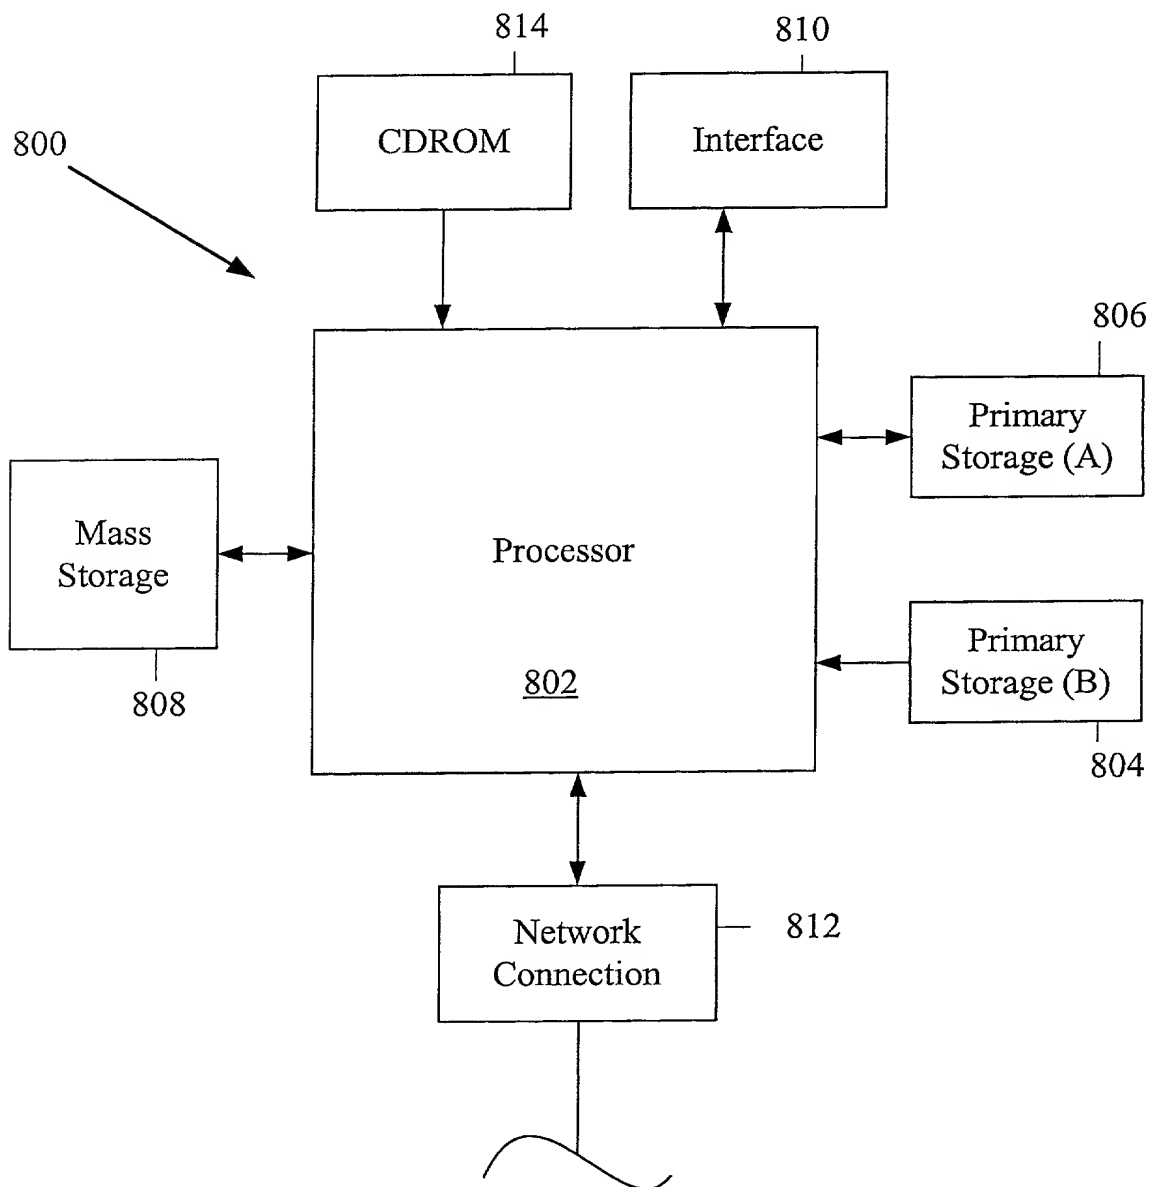 814
810
800
CDROM
Interface
806
Primary
Storage (A)
Mass
Storage
Processor
Primary
Storage (B)
802
808
804
Network
Connection
812